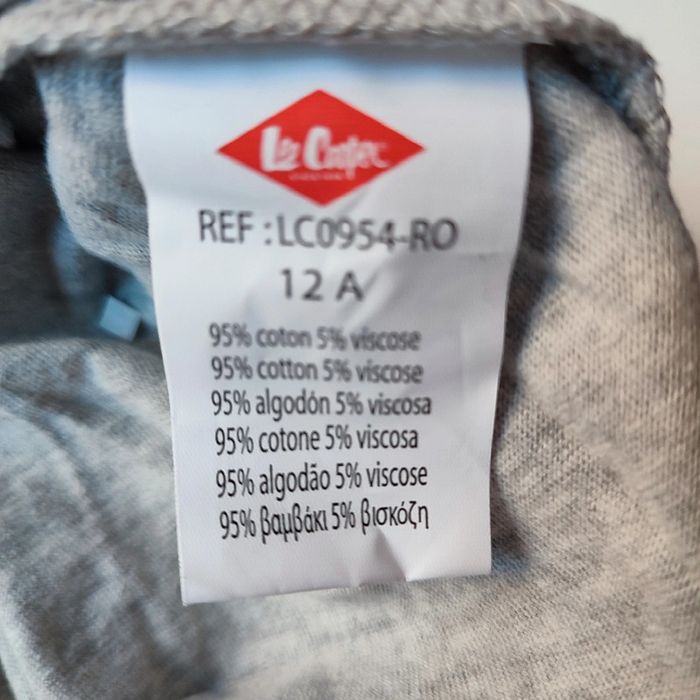 Lee Cooper
REF : LC0954-RO
12 A
95% coton 5% viscose
95% cotton 5% viscose
95% algodón 5% viscosa
95% cotone 5% viscosa
95% algodão 5% viscose
95% βαμβάκι 5% βισκόζη